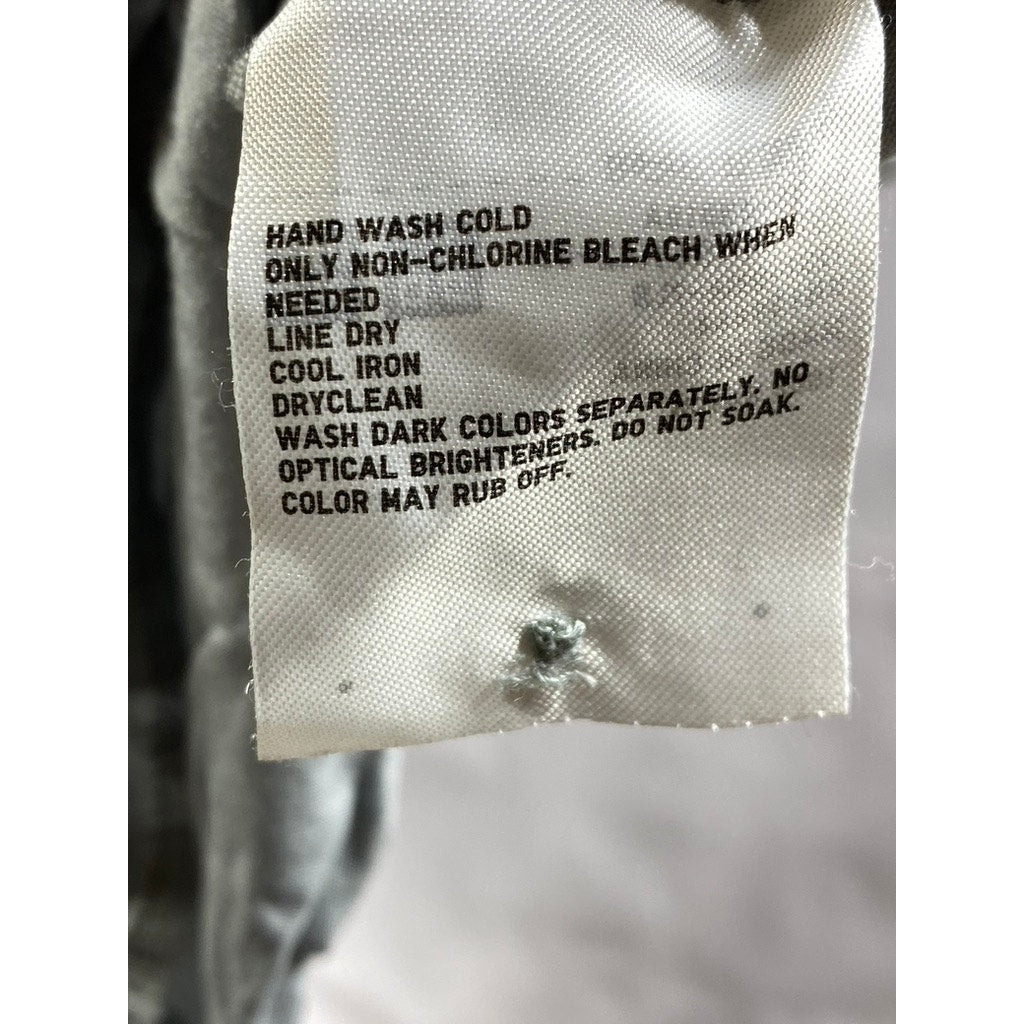 HAND WASH COLD
ONLY NON-CHLORINE BLEACH WHEN
NEEDED
LINE DRY
COOL IRON
DRYCLEAN
WASH DARK COLORS SEPARATELY. NO
OPTICAL BRIGHTENERS. DO NOT SOAK.
COLOR MAY RUB OFF.